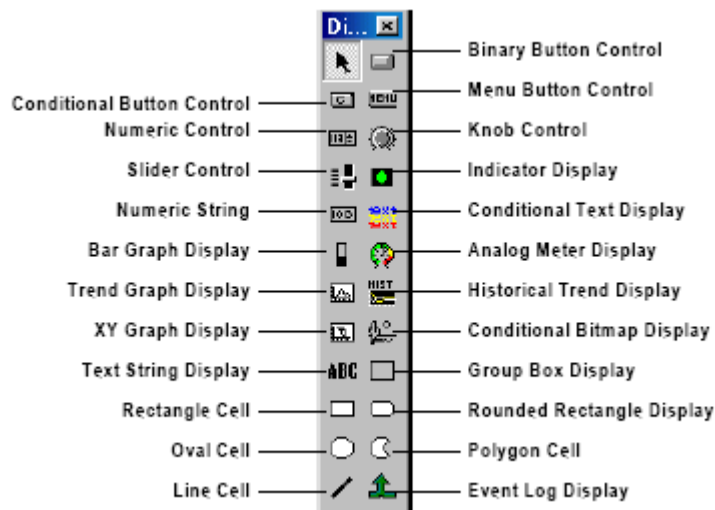 Di...
Binary Button Control
Menu Button Control
Conditional Button Control
Numeric Control
Knob Control
Slider Control
Indicator Display
Numeric String
Conditional Text Display
Bar Graph Display
Analog Meter Display
Trend Graph Display
Historical Trend Display
XY Graph Display
Conditional Bitmap Display
Text String Display
Group Box Display
Rectangle Cell
Rounded Rectangle Display
Oval Cell
Polygon Cell
Line Cell
Event Log Display
C
MENU
TEXT
HIST
ABC